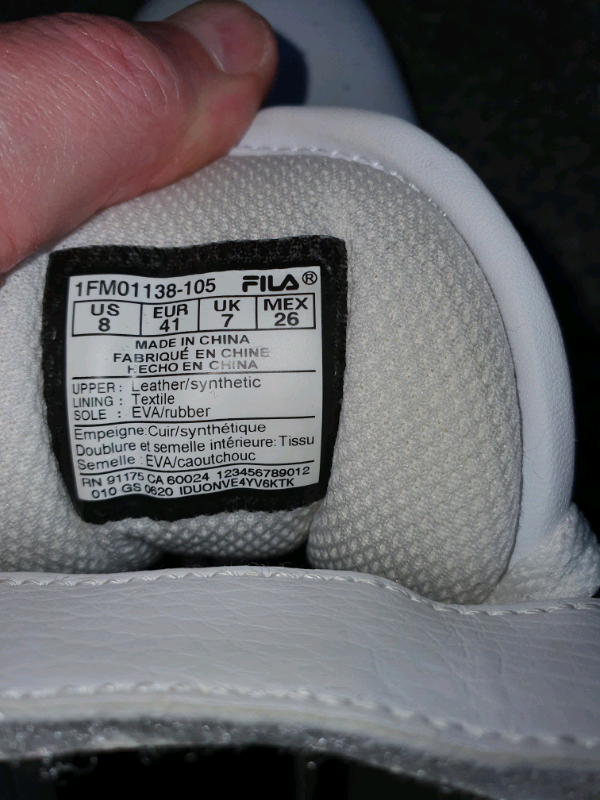 1FM01138-105 FILA®
US EUR UK MEX
8 41 7 26
MADE IN CHINA
FABRIQUÉ EN CHINE
HECHO EN CHINA
UPPER : Leather/synthetic
LINING : Textile
SOLE : EVA/rubber
Empeigne:Cuir/synthétique
Doublure et semelle intérieure:Tissu
Semelle :EVA/caoutchouc
RN 91175 CA 60024 123456789012
010 GS 0620 IDUONVE4YV6KTK